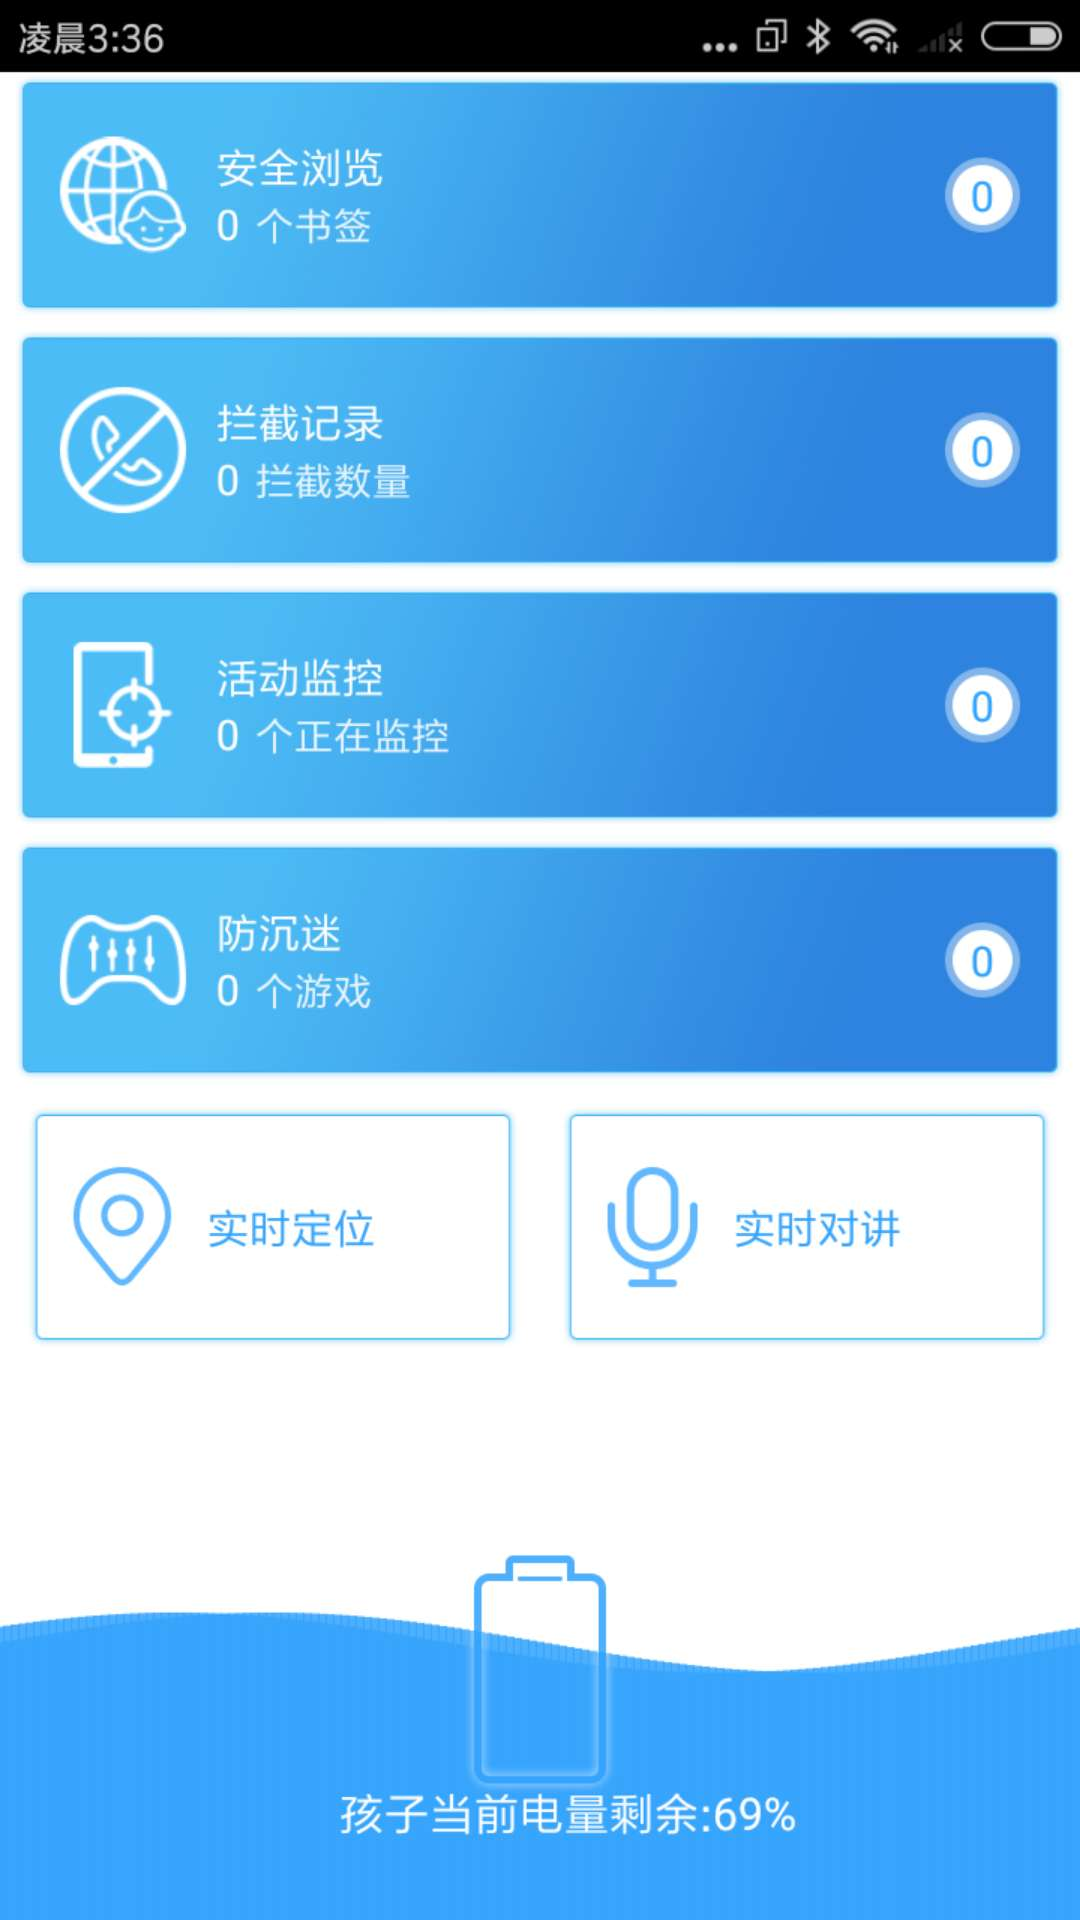 凌晨3:36
安全浏览
0 个书签
0
拦截记录
0 拦截数量
0
活动监控
0 个正在监控
0
防沉迷
0 个游戏
0
实时定位
实时对讲
孩子当前电量剩余:69%